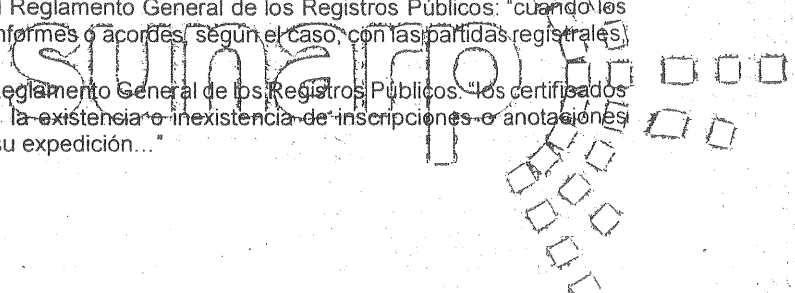 Reglamento General de los Registros Públicos: "cuando los
nformes o acordes, según el caso, con las partidas registrales,
sunarp
eglamento General de los Registros Públicos: "los certificados
la existencia o inexistencia de inscripciones o anotaciones
su expedición..."